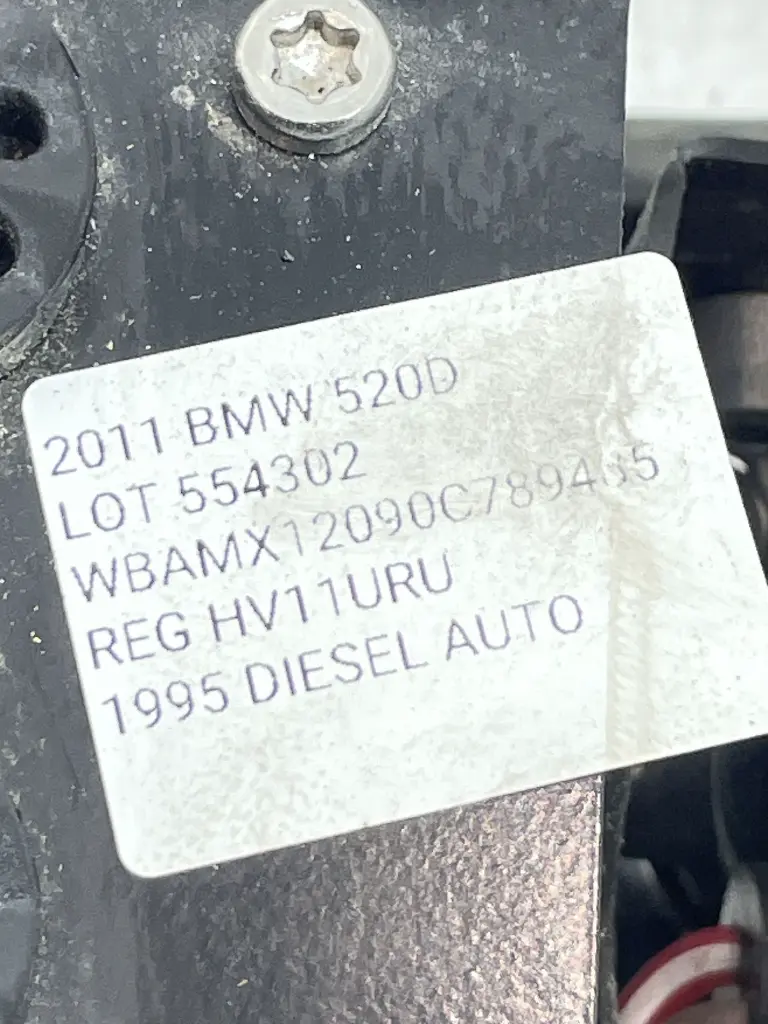 2011 BMW 520D
LOT 554302
REG HV11URU
1995 DIESEL AUTO